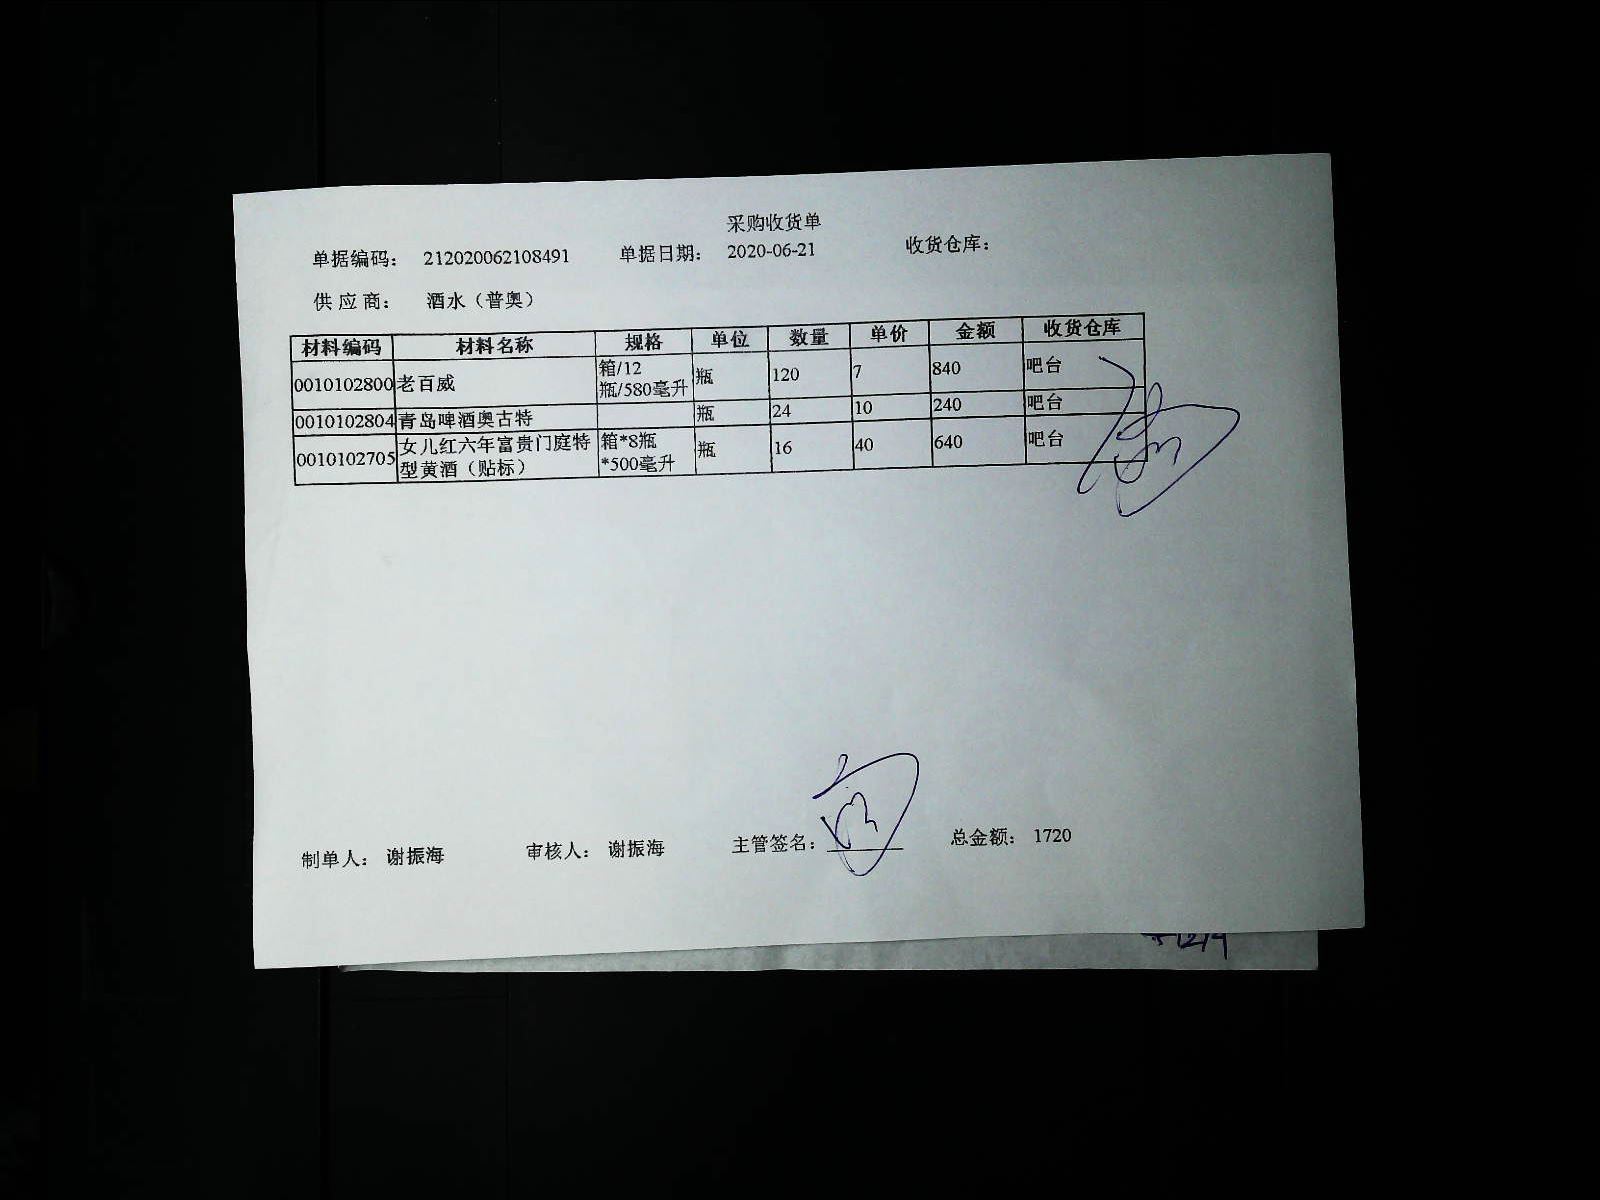 采购收货单
单据编码： 212020062108491 单据日期： 2020-06-21 收货仓库：
供 应 商： 酒水（普奥）
材料编码 材料名称 规格 单位 数量 单价 金额 收货仓库
0010102800 老百威 箱/12瓶/580毫升 瓶 120 7 840 吧台
0010102804 青岛啤酒奥古特 瓶 24 10 240 吧台
0010102705 女儿红六年富贵门庭特型黄酒（贴标） 箱*8瓶*500毫升 瓶 16 40 640 吧台
制单人： 谢振海 审核人： 谢振海 主管签名： 总金额： 1720